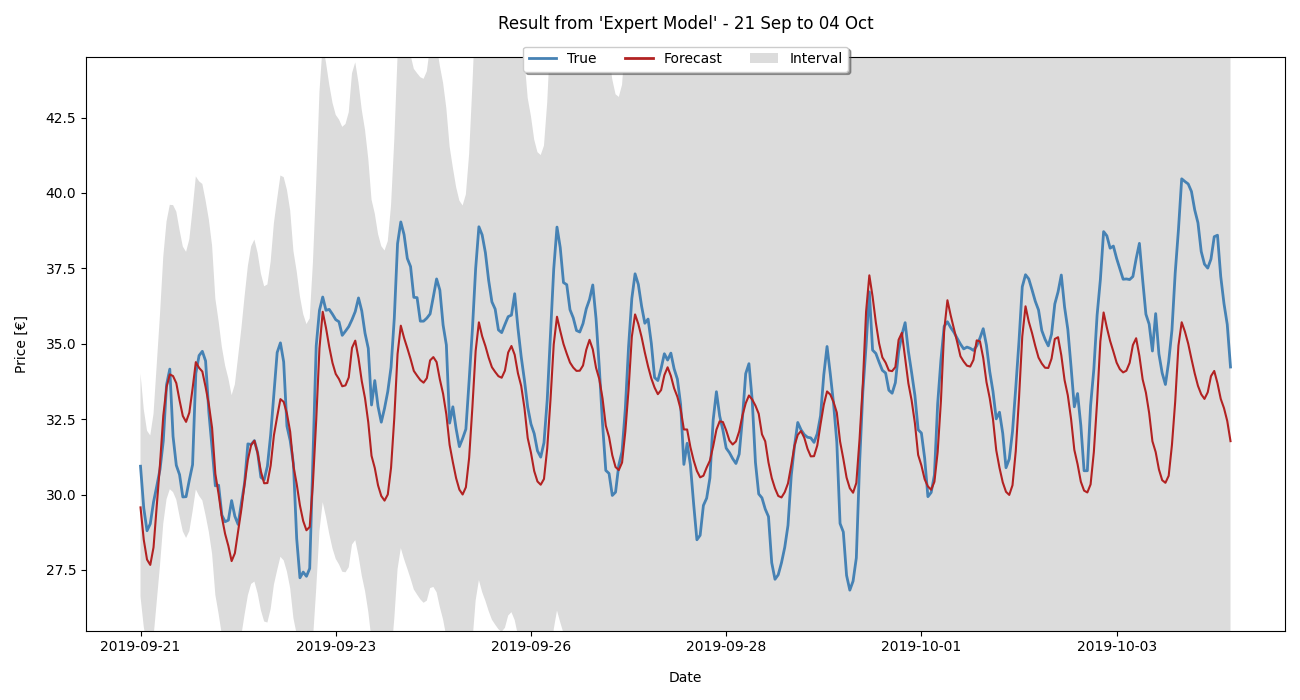 Result from 'Expert Model' - 21 Sep to 04 Oct
True Forecast Interval
42.5
40.0
37.5
35.0
32.5
30.0
27.5
Price [€]
2019-09-21 2019-09-23 2019-09-26 2019-09-28 2019-10-01 2019-10-03
Date